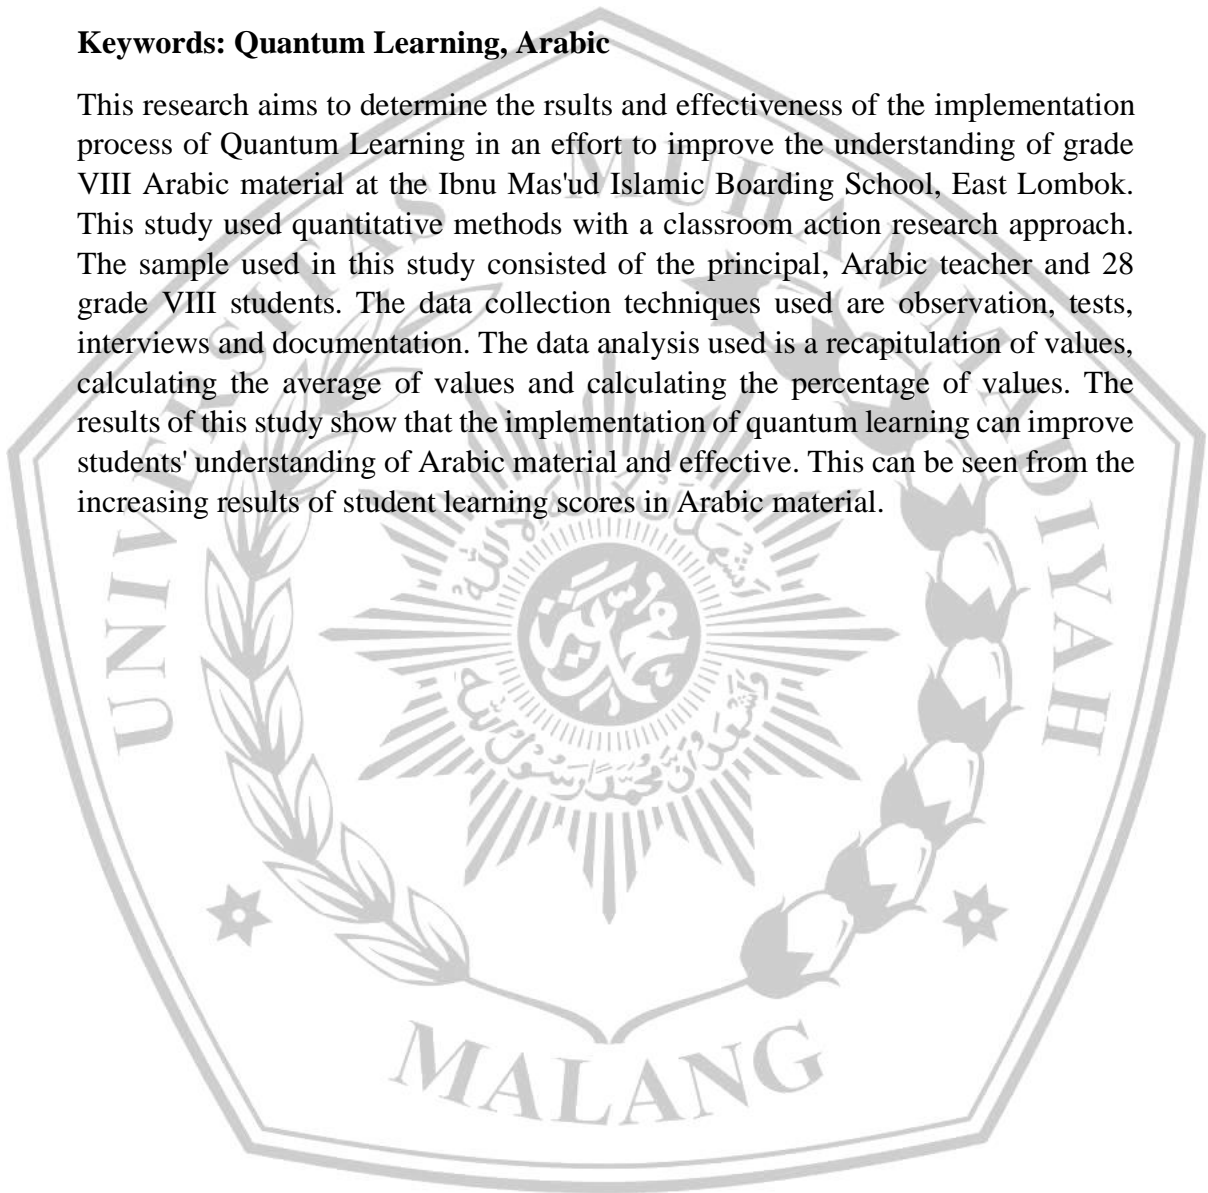 Keywords: Quantum Learning, Arabic
This research aims to determine the rsults and effectiveness of the implementation
process of Quantum Learning in an effort to improve the understanding of grade
VIII Arabic material at the Ibnu Mas'ud Islamic Boarding School, East Lombok.
This study used quantitative methods with a classroom action research approach.
The sample used in this study consisted of the principal, Arabic teacher and 28
grade VIII students. The data collection techniques used are observation, tests,
interviews and documentation. The data analysis used is a recapitulation of values,
calculating the average of values and calculating the percentage of values. The
results of this study show that the implementation of quantum learning can improve
students' understanding of Arabic material and effective. This can be seen from the
increasing results of student learning scores in Arabic material.
UNIVERSITAS MUHAMMADIYAH
MALANG